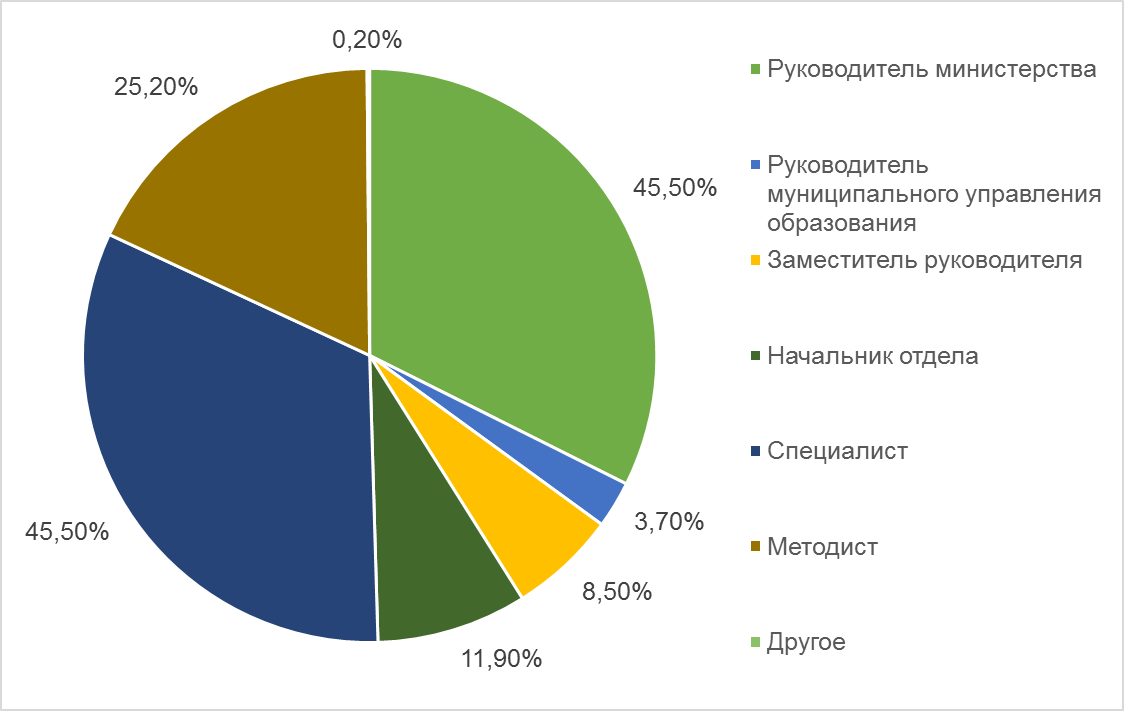 0,20%
25,20%
45,50%
3,70%
8,50%
11,90%
45,50%
Руководитель министерства
Руководитель
муниципального управления
образования
Заместитель руководителя
Начальник отдела
Специалист
Методист
Другое